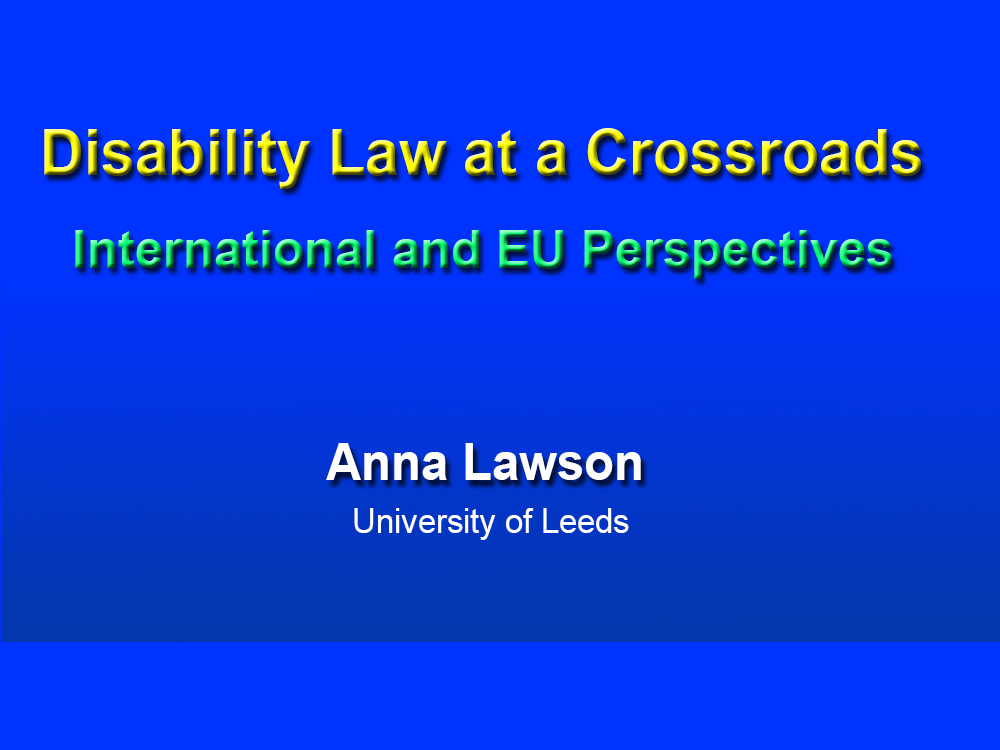 Disability Law at a Crossroads
International and EU Perspectives
Anna Lawson
University of Leeds